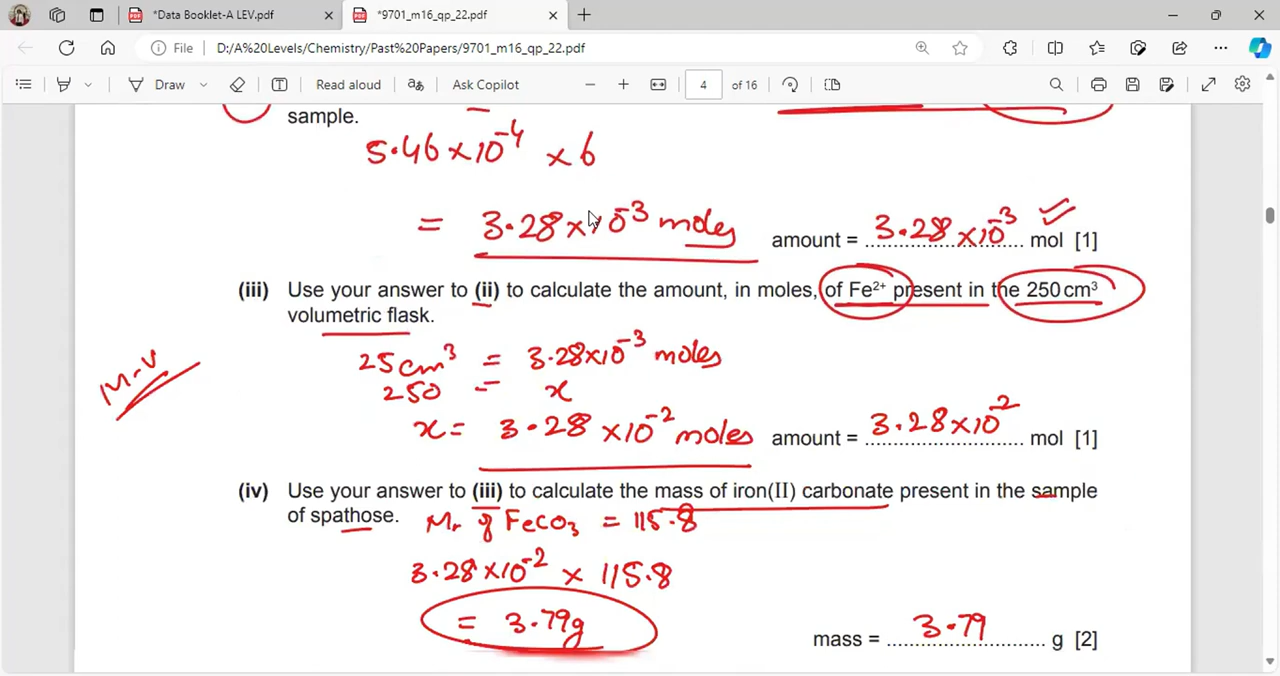 *Data Booklet-A LEV.pdf
*9701_m16_qp_22.pdf
File D:/A%20Levels/Chemistry/Past%20Papers/9701_m16_qp_22.pdf
Draw Read aloud Ask Copilot 4 of 16
sample.
5.46×10⁻⁴ × 6
= 3.28×10⁻³ moles amount = 3.28×10⁻³ mol [1]
(iii) Use your answer to (ii) to calculate the amount, in moles, of Fe²⁺ present in the 250 cm³
volumetric flask.
25cm³ = 3.28×10⁻³ moles
M-V
250 = x
x = 3.28 ×10⁻² moles amount = 3.28×10⁻² mol [1]
(iv) Use your answer to (iii) to calculate the mass of iron(II) carbonate present in the sample
of spathose. Mr of FeCO₃ = 115.8
3.28×10⁻² × 115.8
= 3.79g
mass = 3.79 g [2]